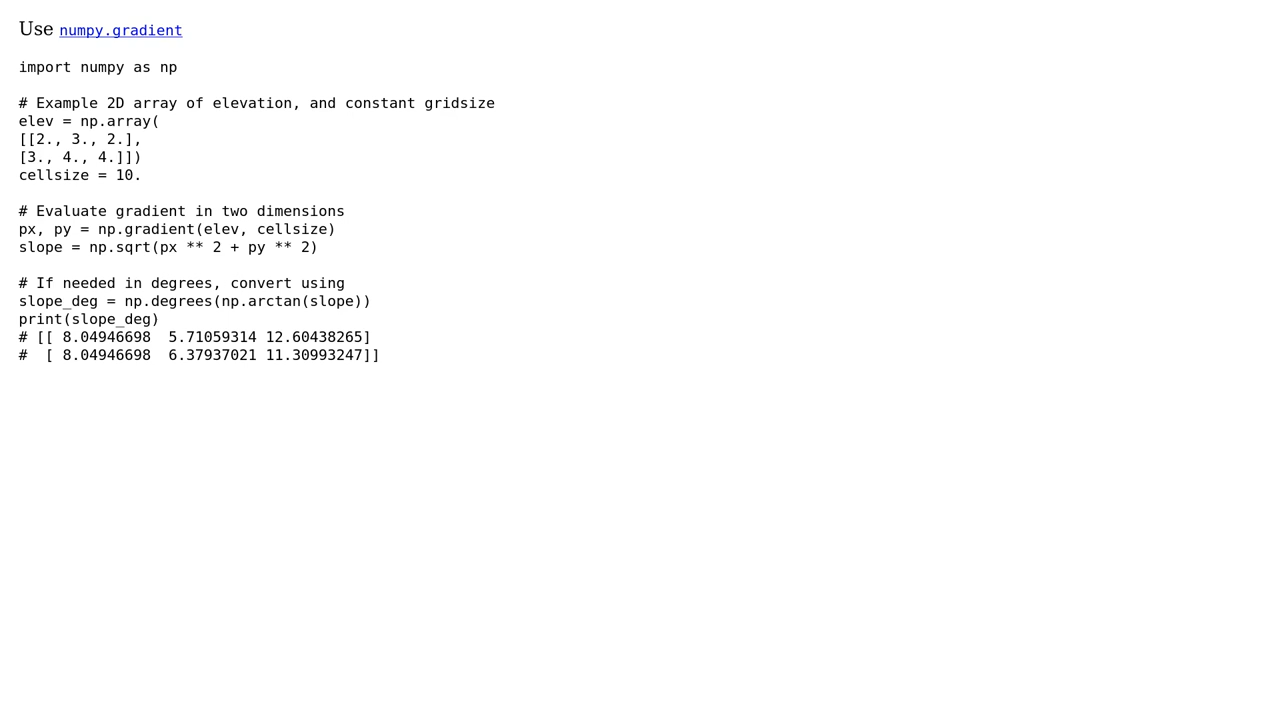 Use numpy.gradient
import numpy as np
# Example 2D array of elevation, and constant gridsize
elev = np.array(
[[2., 3., 2.],
[3., 4., 4.]])
cellsize = 10.
# Evaluate gradient in two dimensions
px, py = np.gradient(elev, cellsize)
slope = np.sqrt(px ** 2 + py ** 2)
# If needed in degrees, convert using
slope_deg = np.degrees(np.arctan(slope))
print(slope_deg)
# [[ 8.04946698  5.71059314 12.60438265]
#  [ 8.04946698  6.37937021 11.30993247]]